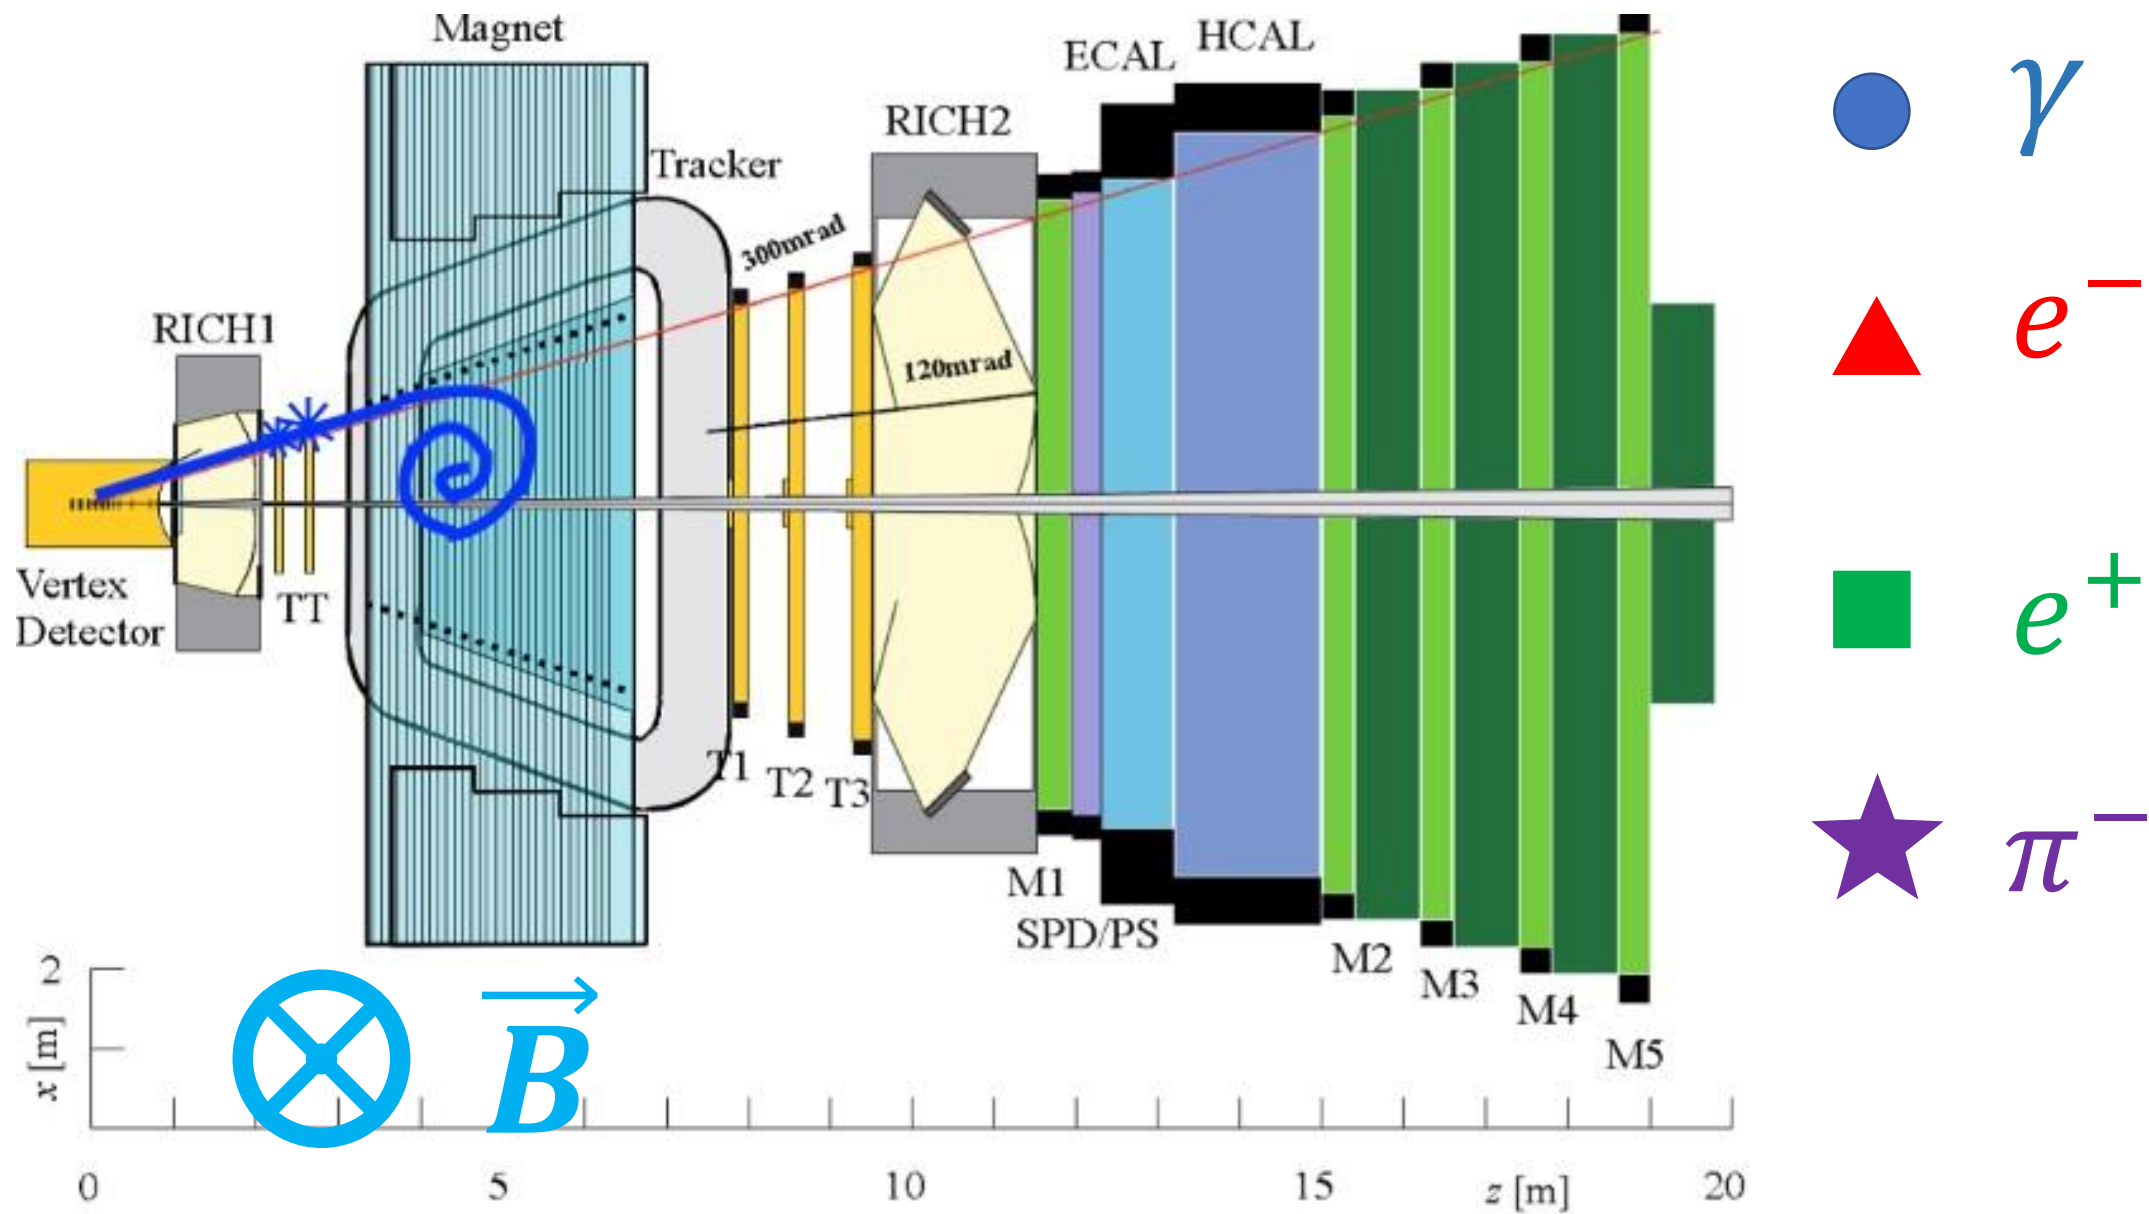 Magnet
ECAL
HCAL
RICH2
Tracker
300mrad
RICH1
120mrad
Vertex
Detector
TT
T1
T2
T3
M1
SPD/PS
M2
M3
M4
M5
2
x [m]
B
0
5
10
15
z [m]
20
γ
e⁻
e⁺
π⁻